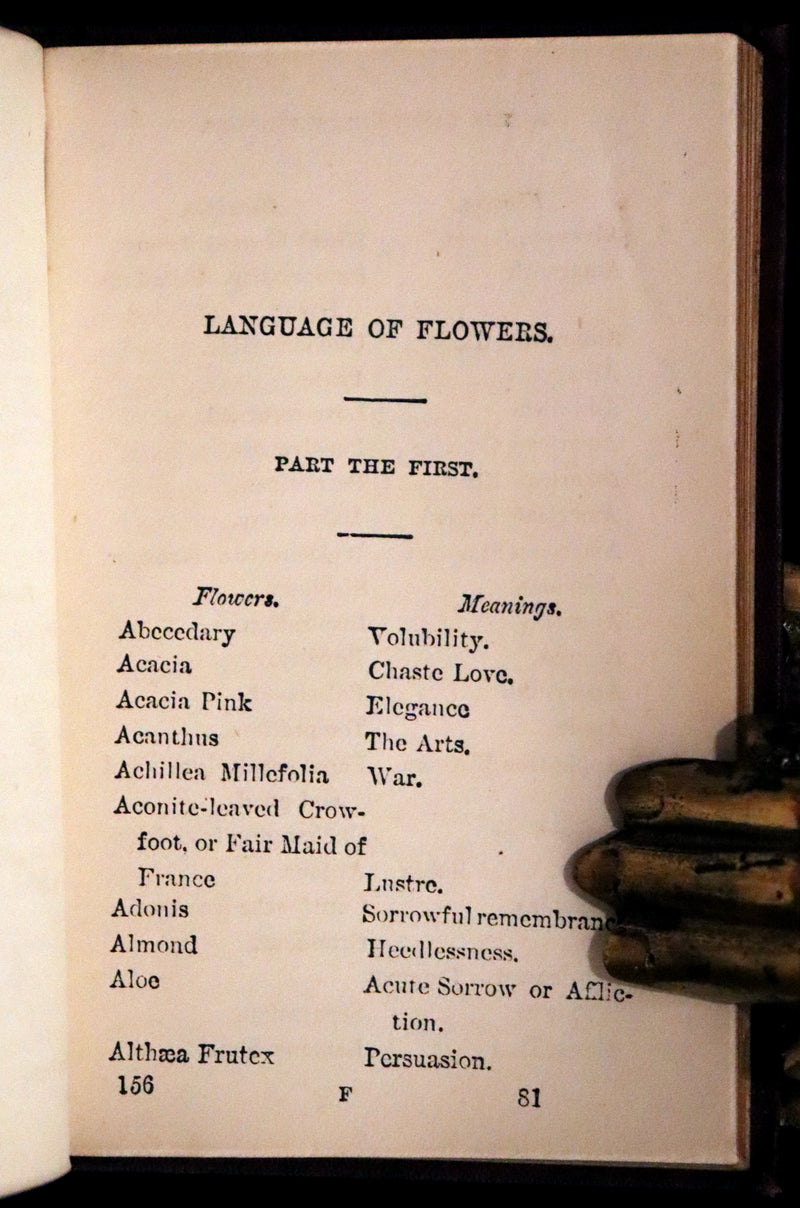 LANGUAGE OF FLOWERS.
PART THE FIRST.
Flowers. Meanings.
Abecedary Volubility.
Acacia Chaste Love.
Acacia Pink Elegance
Acanthus The Arts.
Achillea Millefolia War.
Aconite-leaved Crow-
foot, or Fair Maid of
France Lustre.
Adonis Sorrowful remembranc
Almond Heedlessness.
Aloe Acute Sorrow or Afflic-
tion.
Althæa Frutex Persuasion.
156 F 81